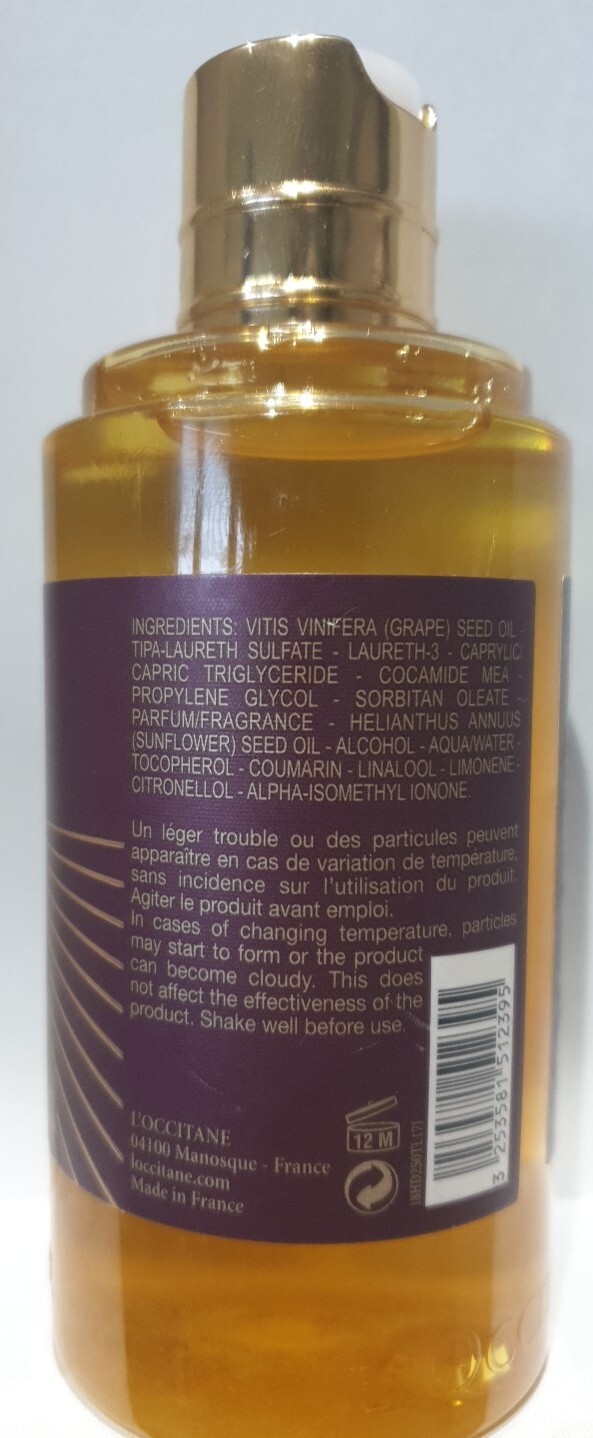 INGREDIENTS: VITIS VINIFERA (GRAPE) SEED OIL -
TIPA-LAURETH SULFATE - LAURETH-3 - CAPRYLIC/
CAPRIC TRIGLYCERIDE - COCAMIDE MEA -
PROPYLENE GLYCOL - SORBITAN OLEATE -
PARFUM/FRAGRANCE - HELIANTHUS ANNUUS
(SUNFLOWER) SEED OIL - ALCOHOL - AQUA/WATER -
TOCOPHEROL - COUMARIN - LINALOOL - LIMONENE -
CITRONELLOL - ALPHA-ISOMETHYL IONONE.
Un léger trouble ou des particules peuvent
apparaître en cas de variation de température,
sans incidence sur l'utilisation du produit.
Agiter le produit avant emploi.
In cases of changing temperature, particles
may start to form or the product
can become cloudy. This does
not affect the effectiveness of the
product. Shake well before use.
L'OCCITANE
04100 Manosque - France
loccitane.com
Made in France
12 M
18HD250TL171
3 253581 512395